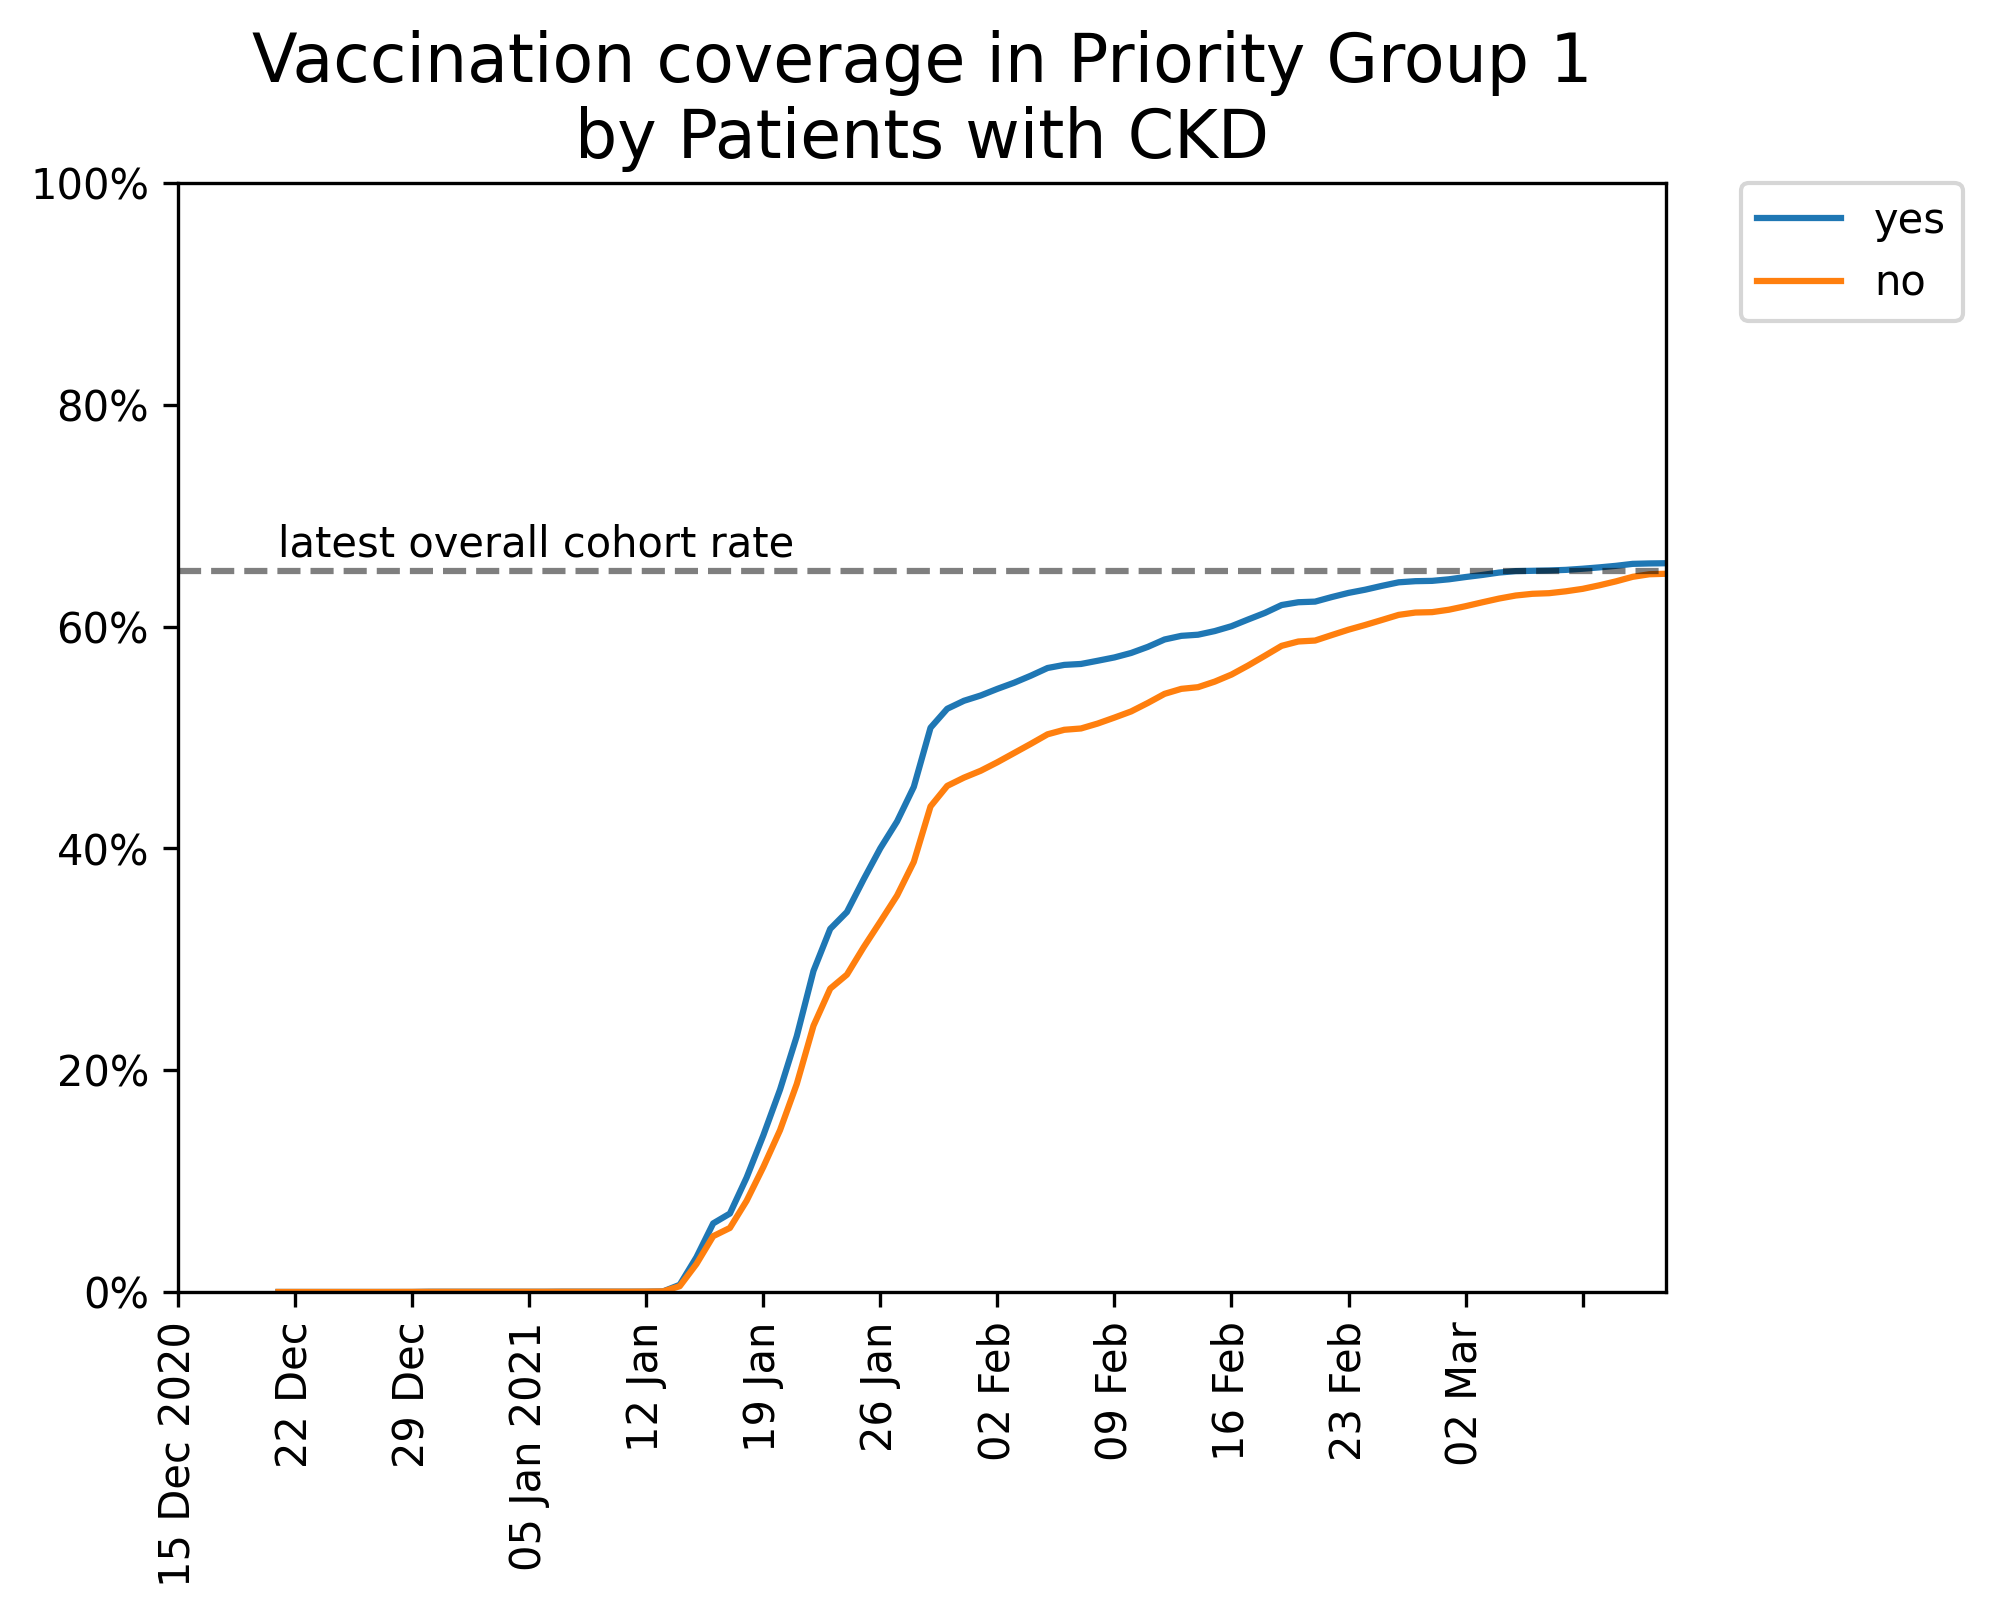 Vaccination coverage in Priority Group 1
by Patients with CKD
100%
80%
60%
40%
20%
0%
latest overall cohort rate
yes
no
15 Dec 2020
22 Dec
29 Dec
05 Jan 2021
12 Jan
19 Jan
26 Jan
02 Feb
09 Feb
16 Feb
23 Feb
02 Mar